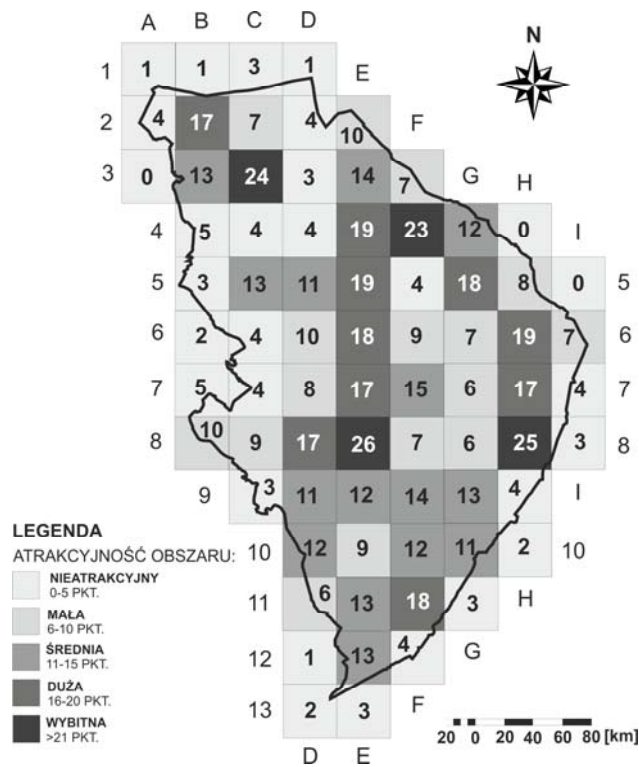 A B C D
N
1 1 1 3 1 E
2 4 17 7 4 10 F
3 0 13 24 3 14 7 G H
4 5 4 4 19 23 12 0 I
5 3 13 11 19 4 18 8 0 5
6 2 4 10 18 9 7 19 7 6
7 5 4 8 17 15 6 17 4 7
8 10 9 17 26 7 6 25 3 8
9 3 11 12 14 13 4 I
10 12 9 12 11 2 10
11 6 13 18 3 H
12 1 13 4 G
13 2 3 F
D E
LEGENDA
ATRAKCYJNOŚĆ OBSZARU:
NIEATRAKCYJNY
0-5 PKT.
MAŁA
6-10 PKT.
ŚREDNIA
11-15 PKT.
DUŻA
16-20 PKT.
WYBITNA
>21 PKT.
20 0 20 40 60 80 [km]